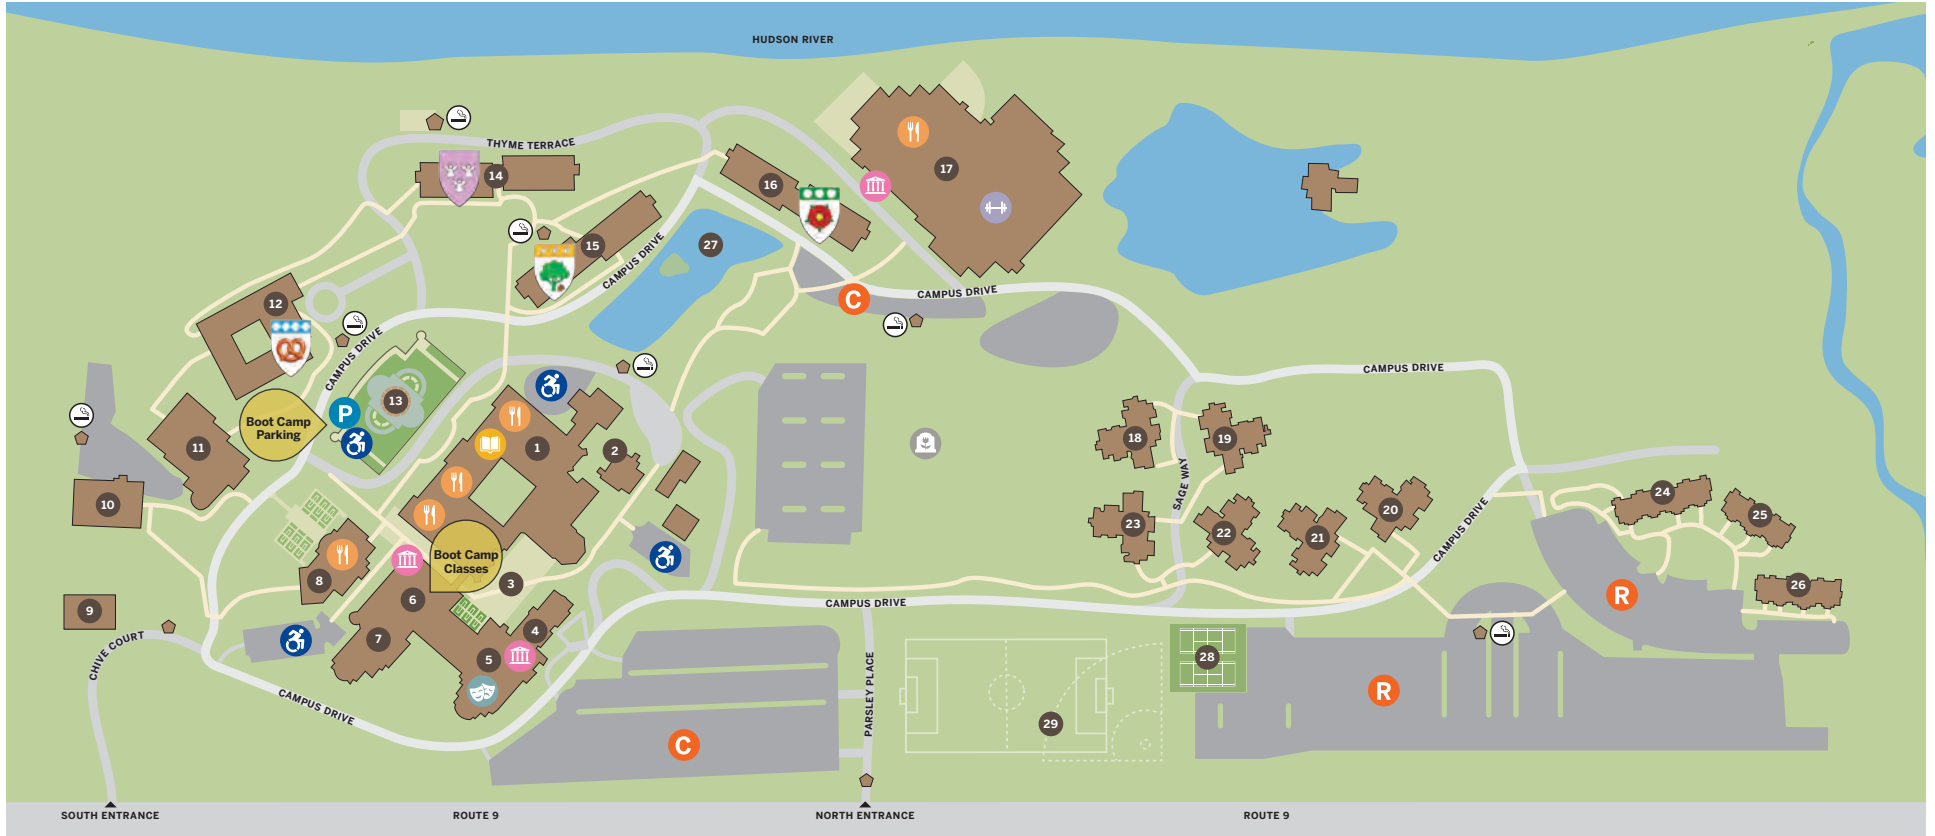 HUDSON RIVER
THYME TERRACE
14
16
17
15
27
CAMPUS DRIVE
12
C
CAMPUS DRIVE
CAMPUS DRIVE
CAMPUS DRIVE
13
P
Boot Camp
Parking
11
1
2
18
19
SAGE WAY
10
24
25
20
23
22
21
CAMPUS DRIVE
Boot Camp
Classes
8
3
6
9
CAMPUS DRIVE
R
26
CHIVE COURT
7
4
5
28
PARSLEY PLACE
R
CAMPUS DRIVE
29
C
SOUTH ENTRANCE
ROUTE 9
NORTH ENTRANCE
ROUTE 9